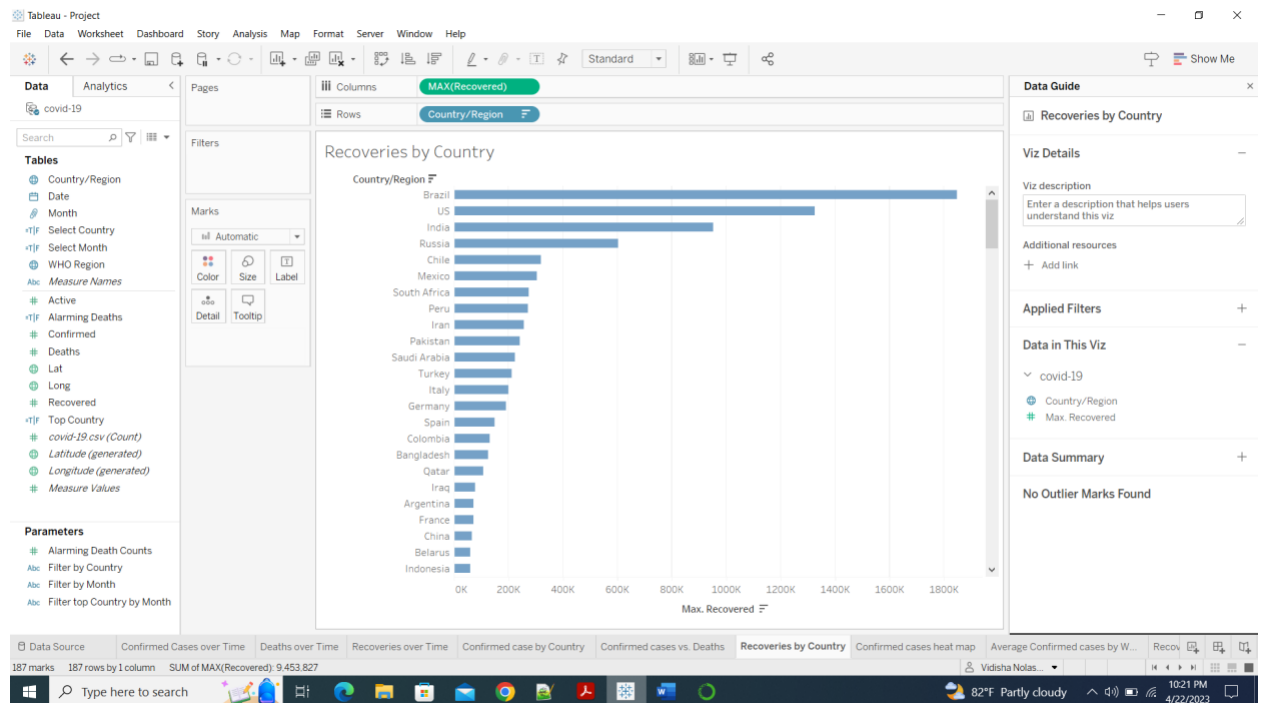 Tableau - Project
File Data Worksheet Dashboard Story Analysis Map Format Server Window Help
Standard
Show Me
Data
Analytics
covid-19
Search
Tables
Country/Region
Date
Month
=T|F Select Country
=T|F Select Month
WHO Region
Abc Measure Names
# Active
=T|F Alarming Deaths
# Confirmed
# Deaths
Lat
Long
# Recovered
=T|F Top Country
# covid-19.csv (Count)
Latitude (generated)
Longitude (generated)
# Measure Values
Parameters
# Alarming Death Counts
Abc Filter by Country
Abc Filter by Month
Abc Filter top Country by Month
Pages
Filters
Marks
Automatic
Color Size Label
Detail Tooltip
Columns
MAX(Recovered)
Rows
Country/Region
Recoveries by Country
Country/Region
Brazil
US
India
Russia
Chile
Mexico
South Africa
Peru
Iran
Pakistan
Saudi Arabia
Turkey
Italy
Germany
Spain
Colombia
Bangladesh
Qatar
Iraq
Argentina
France
China
Belarus
Indonesia
0K 200K 400K 600K 800K 1000K 1200K 1400K 1600K 1800K
Max. Recovered
Data Guide
Recoveries by Country
Viz Details
Viz description
Enter a description that helps users
understand this viz
Additional resources
+ Add link
Applied Filters
Data in This Viz
covid-19
Country/Region
# Max. Recovered
Data Summary
No Outlier Marks Found
Data Source Confirmed Cases over Time Deaths over Time Recoveries over Time Confirmed case by Country Confirmed cases vs. Deaths Recoveries by Country Confirmed cases heat map Average Confirmed cases by W... Recov
187 marks 187 rows by 1 column SUM of MAX(Recovered): 9,453,827
Vidisha Nolas...
Type here to search
82°F Partly cloudy
10:21 PM
4/22/2023